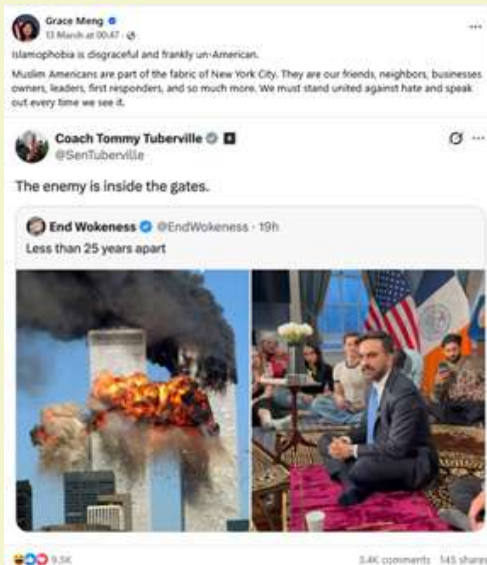 Grace Meng
13 March at 00:47 ·
Islamophobia is disgraceful and frankly un-American.
Muslim Americans are part of the fabric of New York City. They are our friends, neighbors, businesses
owners, leaders, first responders, and so much more. We must stand united against hate and speak
out every time we see it.
Coach Tommy Tuberville
@SenTuberville
The enemy is inside the gates.
End Wokeness @EndWokeness · 19h
Less than 25 years apart
9.5K
3.4K comments 145 shares